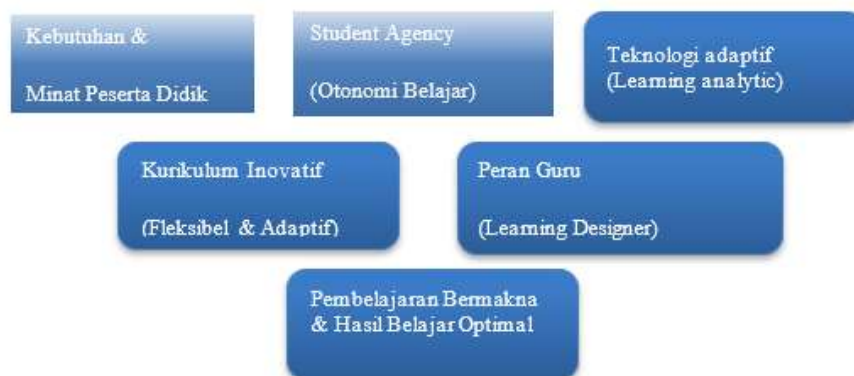 Kebutuhan &
Minat Peserta Didik
Student Agency
(Otonomi Belajar)
Teknologi adaptif
(Learning analytic)
Kurikulum Inovatif
(Fleksibel & Adaptif)
Peran Guru
(Learning Designer)
Pembelajaran Bermakna
& Hasil Belajar Optimal